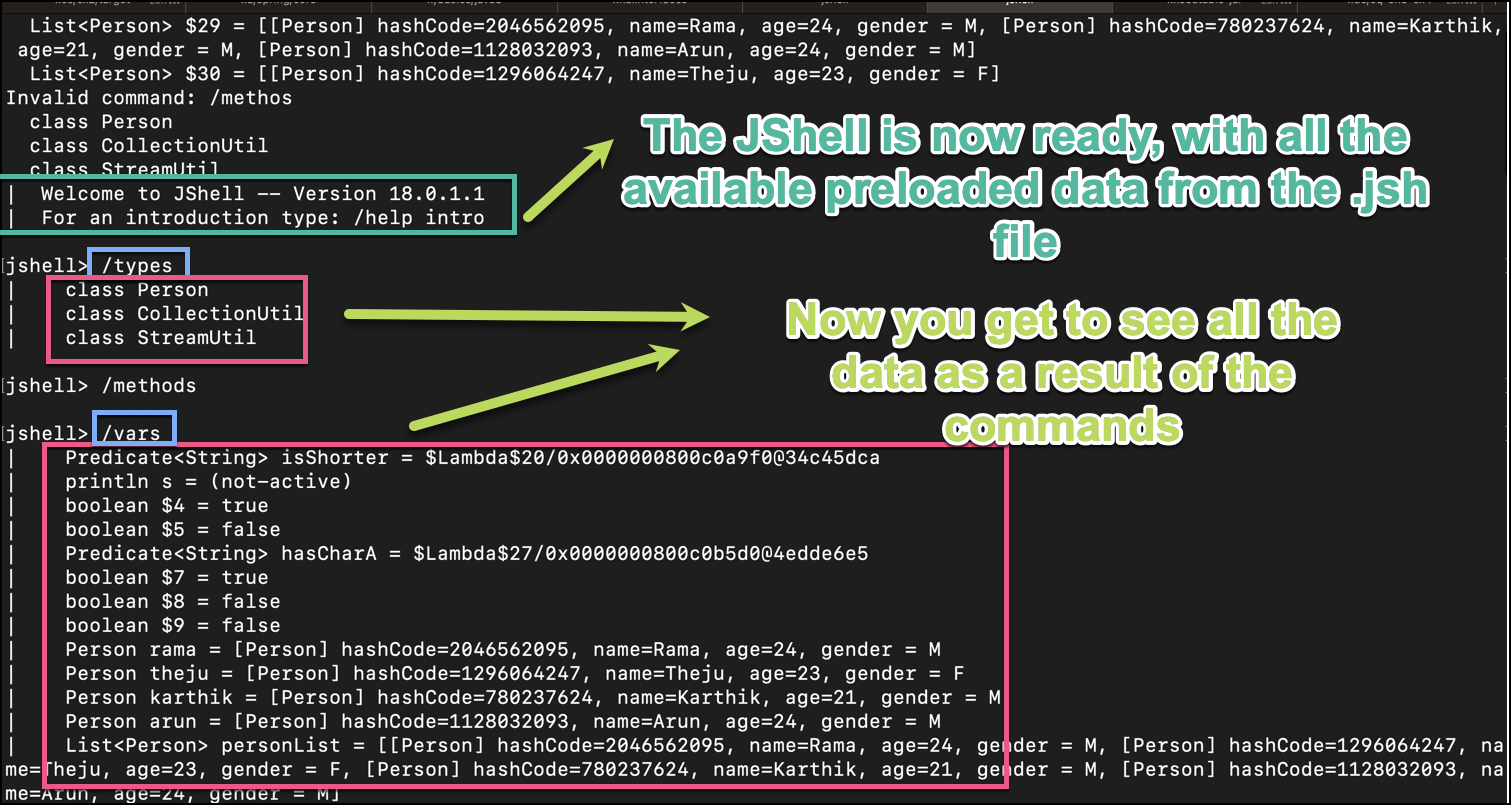 List<Person> $29 = [[Person] hashCode=2046562095, name=Rama, age=24, gender = M, [Person] hashCode=780237624, name=Karthik,
age=21, gender = M, [Person] hashCode=1128032093, name=Arun, age=24, gender = M]
List<Person> $30 = [[Person] hashCode=1296064247, name=Theju, age=23, gender = F]
Invalid command: /methos
class Person
class CollectionUtil
class StreamUtil
| Welcome to JShell -- Version 18.0.1.1
| For an introduction type: /help intro
The JShell is now ready, with all the
available preloaded data from the .jsh
file
jshell> /types
| class Person
| class CollectionUtil
| class StreamUtil
Now you get to see all the
data as a result of the
commands
jshell> /methods
jshell> /vars
| Predicate<String> isShorter = $Lambda$20/0x0000000800c0a9f0@34c45dca
| println s = (not-active)
| boolean $4 = true
| boolean $5 = false
| Predicate<String> hasCharA = $Lambda$27/0x0000000800c0b5d0@4edde6e5
| boolean $7 = true
| boolean $8 = false
| boolean $9 = false
| Person rama = [Person] hashCode=2046562095, name=Rama, age=24, gender = M
| Person theju = [Person] hashCode=1296064247, name=Theju, age=23, gender = F
| Person karthik = [Person] hashCode=780237624, name=Karthik, age=21, gender = M
| Person arun = [Person] hashCode=1128032093, name=Arun, age=24, gender = M
| List<Person> personList = [[Person] hashCode=2046562095, name=Rama, age=24, gender = M, [Person] hashCode=1296064247, na
me=Theju, age=23, gender = F, [Person] hashCode=780237624, name=Karthik, age=21, gender = M, [Person] hashCode=1128032093, na
me=Arun, age=24, gender = M]